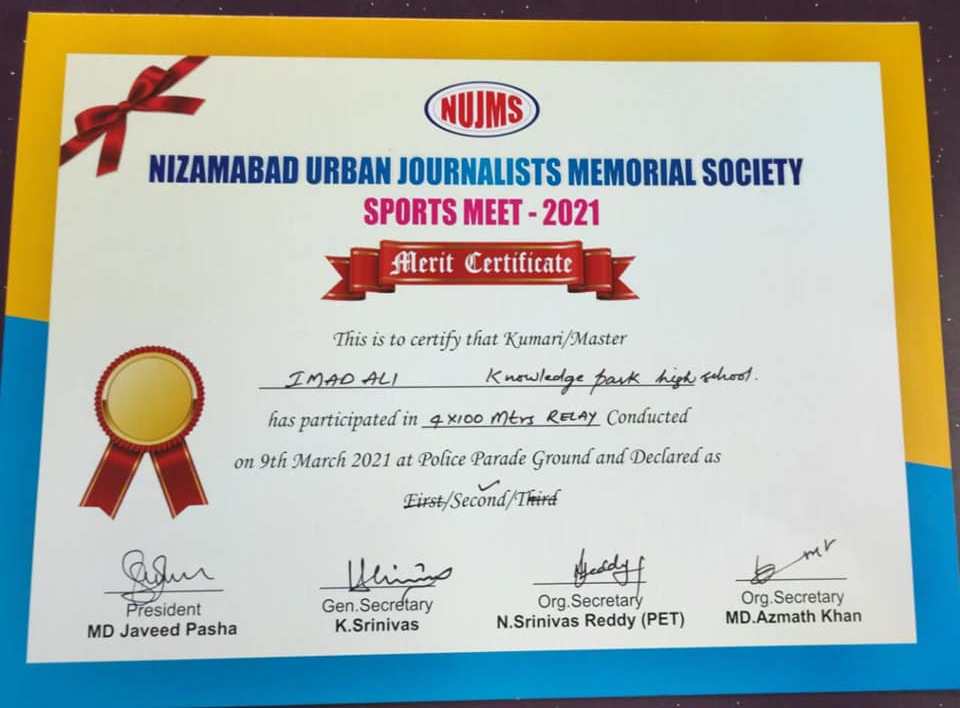 NUJMS
NIZAMABAD URBAN JOURNALISTS MEMORIAL SOCIETY
SPORTS MEET - 2021
Merit Certificate
This is to certify that Kumari/Master
IMAD ALI Knowledge park high school.
has participated in 4X100 Mtrs RELAY Conducted
on 9th March 2021 at Police Parade Ground and Declared as
First/Second/Third
President
MD Javeed Pasha
Gen.Secretary
K.Srinivas
Org.Secretary
N.Srinivas Reddy (PET)
Org.Secretary
MD.Azmath Khan